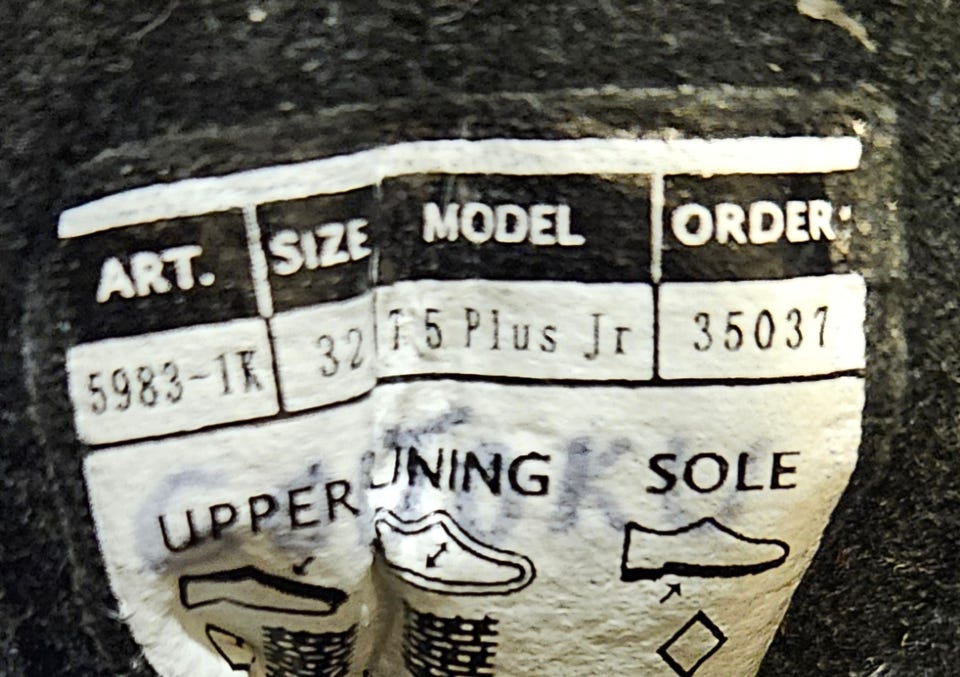 ART. SIZE MODEL ORDER:
5983-1K 32 T5 Plus Jr 35037
UPPER LINING SOLE